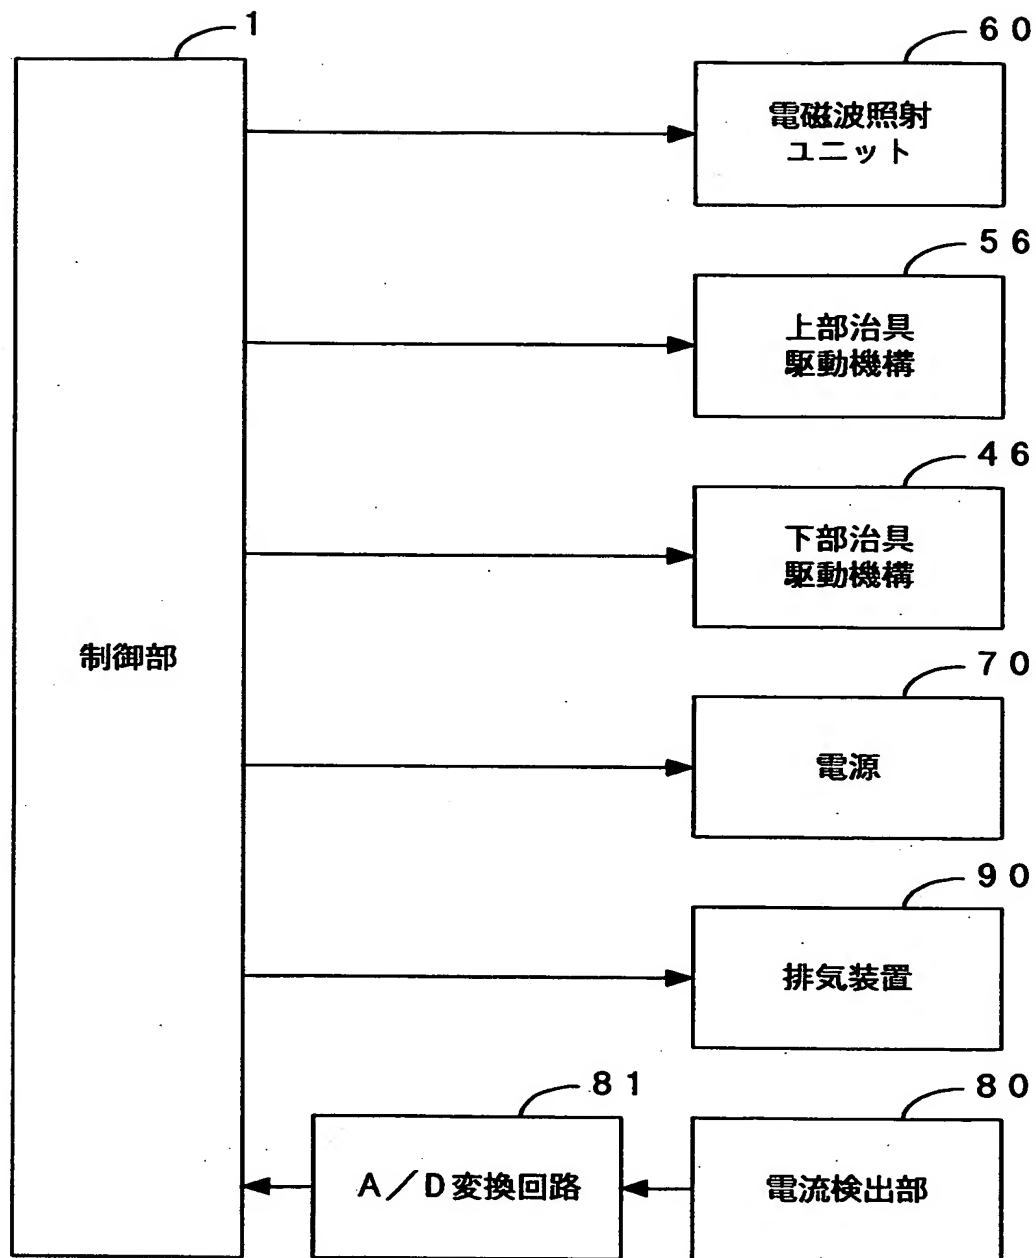 1
60
電磁波照射
ユニット
56
上部治具
駆動機構
46
下部治具
駆動機構
制御部
70
電源
90
排気装置
81
80
A/D変換回路
電流検出部